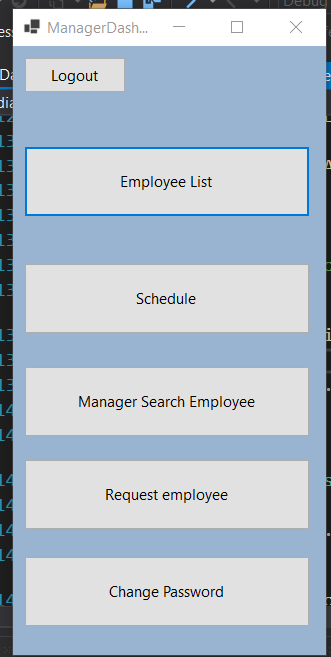 ManagerDash...
Logout
Employee List
Schedule
Manager Search Employee
Request employee
Change Password